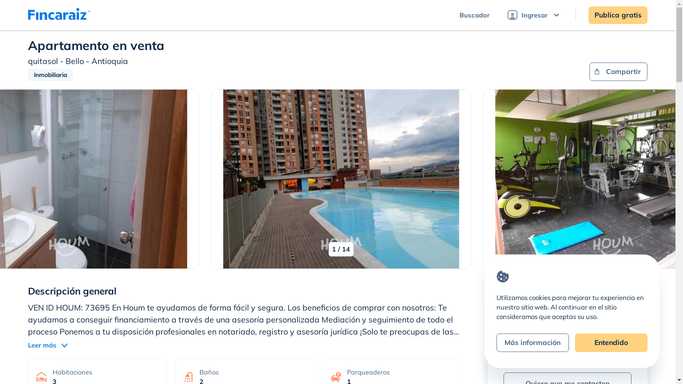 Fincaraiz
Buscador
Ingresar
Publica gratis
Apartamento en venta
quitasol - Bello - Antioquia
Inmobiliaria
Compartir
HOUM
HOUM
HOUM
1 / 14
Descripción general
VEN ID HOUM: 73695 En Houm te ayudamos de forma fácil y segura. Los beneficios de comprar con nosotros: Te
ayudamos a conseguir financiamiento a través de una asesoría personalizada Mediación y seguimiento de todo el
proceso Ponemos a tu disposición profesionales en notariado, registro y asesoría jurídica ¡Solo te preocupas de las...
Leer más
Habitaciones
3
Baños
2
Parqueaderos
1
Utilizamos cookies para mejorar tu experiencia en
nuestro sitio web. Al continuar en el sitio
consideramos que aceptas su uso.
Más información
Entendido
Quiero que me contacten